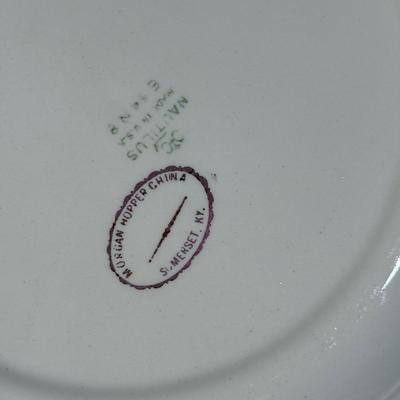 NAUTILUS
MADE IN U.S.A
MORGAN HOPPER CHINA
SOMERSET, KY.